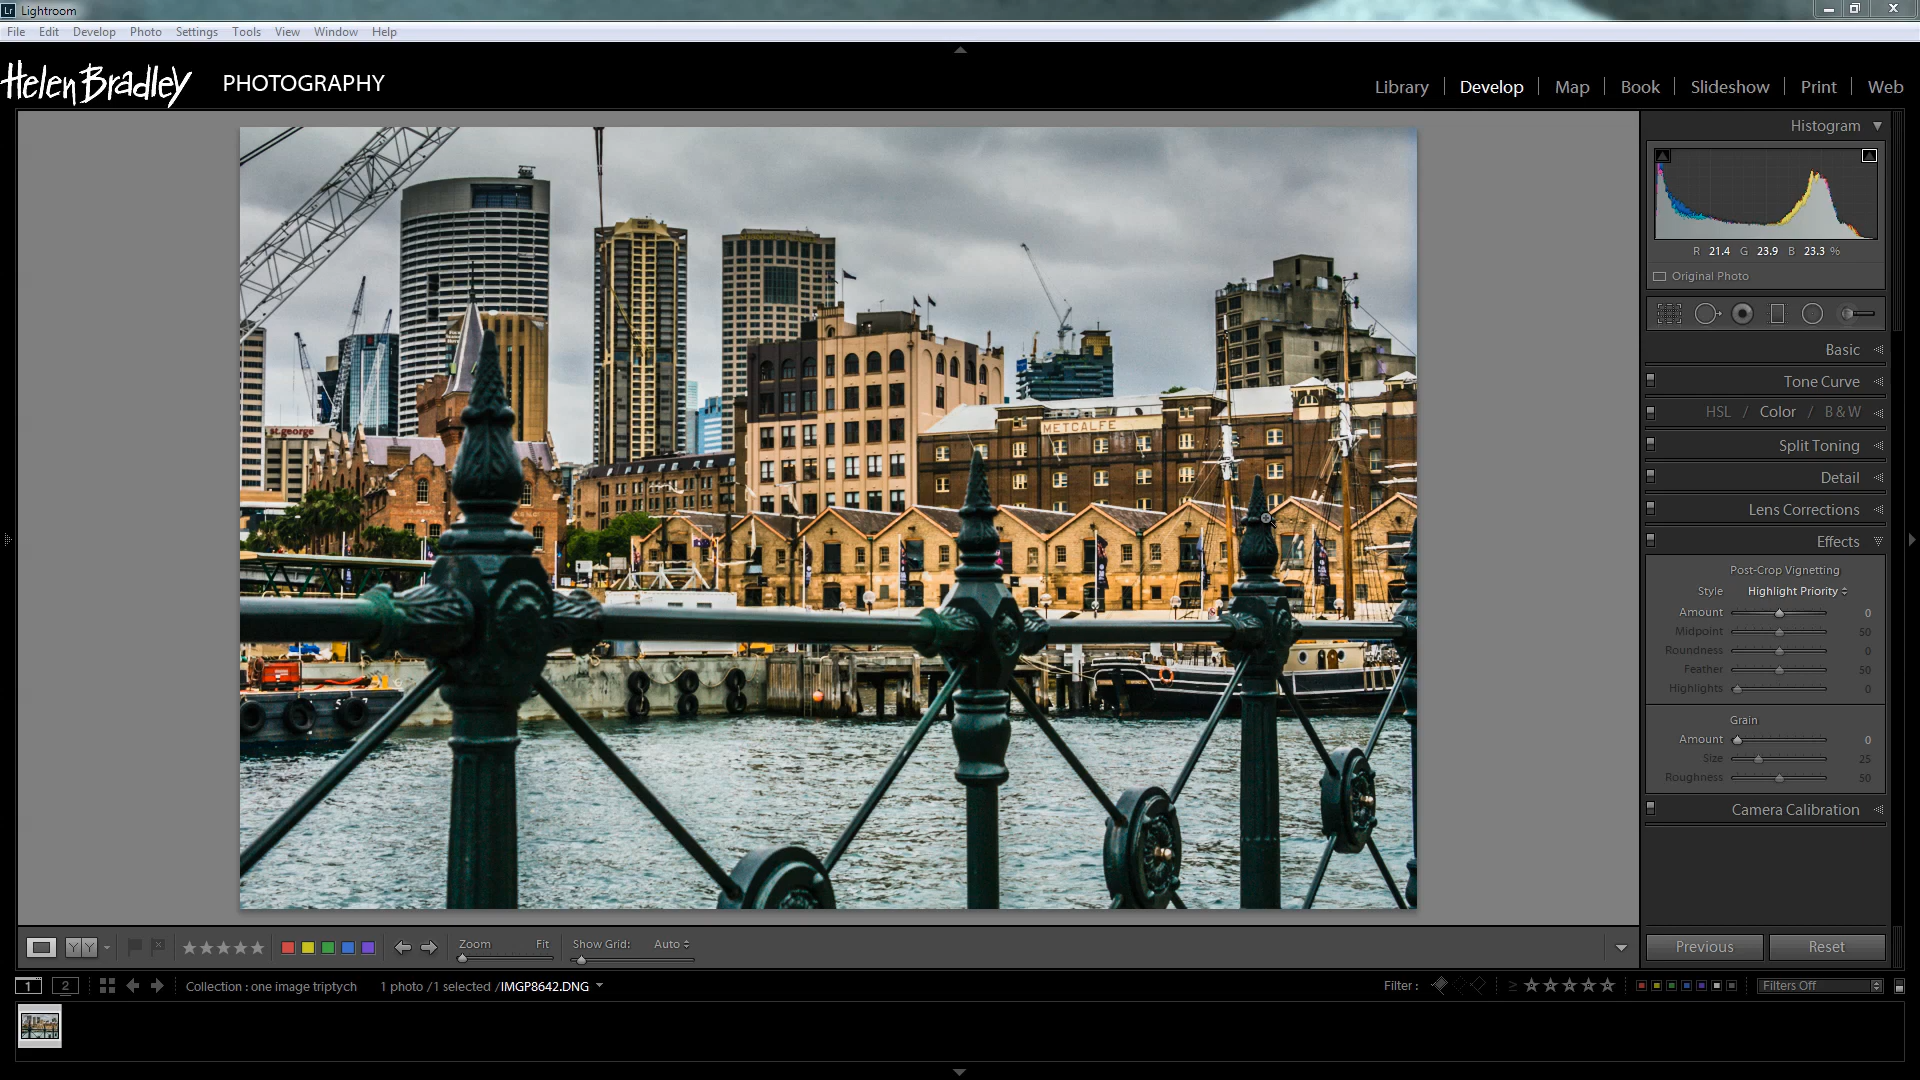 Lr Lightroom
File Edit Develop Photo Settings Tools View Window Help
Helen Bradley PHOTOGRAPHY
Library Develop Map Book Slideshow Print Web
Histogram
R 21.4 G 23.9 B 23.3 %
Original Photo
Basic
Tone Curve
HSL / Color / B & W
Split Toning
Detail
Lens Corrections
Effects
Post-Crop Vignetting
Style Highlight Priority
Amount 0
Midpoint 50
Roundness 0
Feather 50
Highlights 0
Grain
Amount 0
Size 25
Roughness 50
Camera Calibration
Previous Reset
st.george
METCALFE
Y Y Zoom Fit Show Grid: Auto
1 2 Collection : one image triptych 1 photo / 1 selected / IMGP8642.DNG Filter : ≥ Filters Off